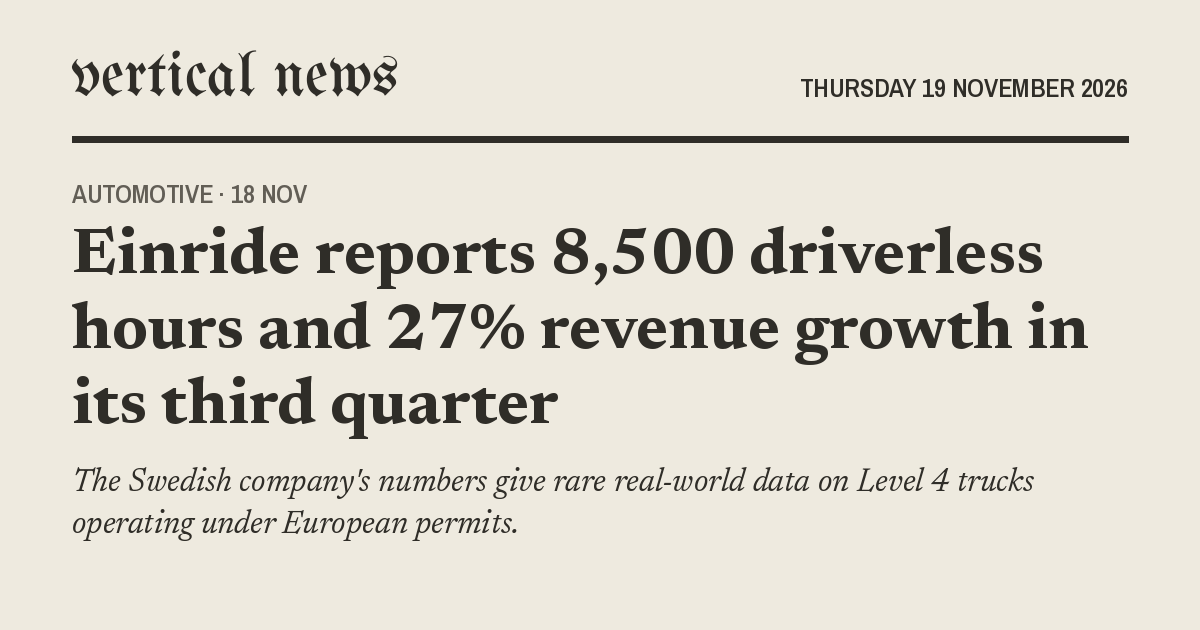 vertical news
THURSDAY 19 NOVEMBER 2026
AUTOMOTIVE · 18 NOV
Einride reports 8,500 driverless
hours and 27% revenue growth in
its third quarter
The Swedish company's numbers give rare real-world data on Level 4 trucks
operating under European permits.